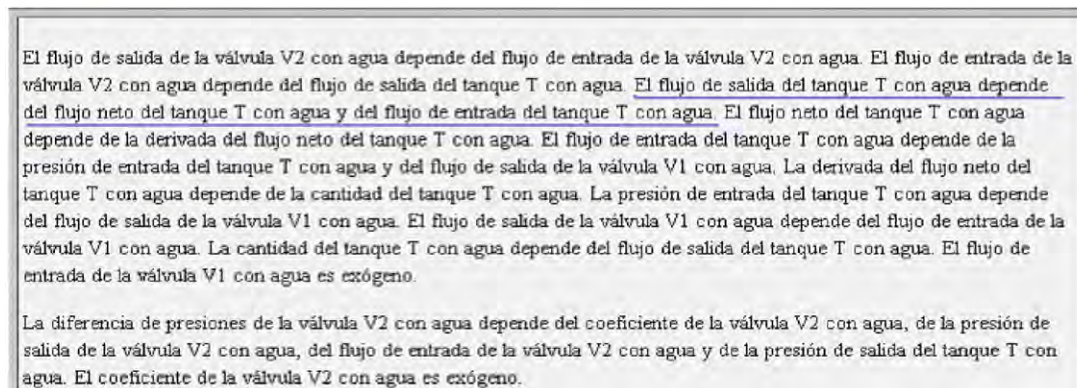 El flujo de salida de la válvula V2 con agua depende del flujo de entrada de la válvula V2 con agua. El flujo de entrada de la
válvula V2 con agua depende del flujo de salida del tanque T con agua. El flujo de salida del tanque T con agua depende
del flujo neto del tanque T con agua y del flujo de entrada del tanque T con agua. El flujo neto del tanque T con agua
depende de la derivada del flujo neto del tanque T con agua. El flujo de entrada del tanque T con agua depende de la
presión de entrada del tanque T con agua y del flujo de salida de la válvula V1 con agua. La derivada del flujo neto del
tanque T con agua depende de la cantidad del tanque T con agua. La presión de entrada del tanque T con agua depende
del flujo de salida de la válvula V1 con agua. El flujo de salida de la válvula V1 con agua depende del flujo de entrada de la
válvula V1 con agua. La cantidad del tanque T con agua depende del flujo de salida del tanque T con agua. El flujo de
entrada de la válvula V1 con agua es exógeno.
La diferencia de presiones de la válvula V2 con agua depende del coeficiente de la válvula V2 con agua, de la presión de
salida de la válvula V2 con agua, del flujo de entrada de la válvula V2 con agua y de la presión de salida del tanque T con
agua. El coeficiente de la válvula V2 con agua es exógeno.